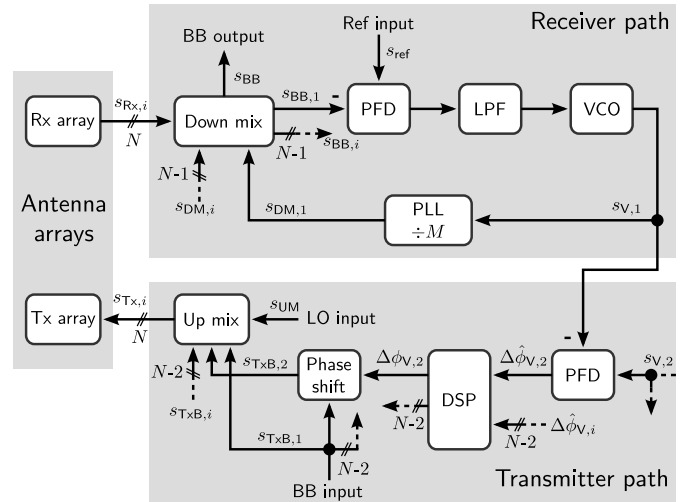 Receiver path
BB output
Ref input
s_ref
s_BB
s_BB,1
-
s_Rx,i
Rx array
N
Down mix
PFD
LPF
VCO
N-1
s_BB,i
N-1
s_DM,i
s_DM,1
PLL
÷M
s_V,1
Antenna
arrays
s_Tx,i
Tx array
N
Up mix
s_UM
LO input
-
N-2
s_TxB,i
s_TxB,2
Phase
shift
Δϕ_V,2
DSP
Δϕ̂_V,2
PFD
s_V,2
N-2
N-2
Δϕ̂_V,i
s_TxB,1
N-2
BB input
Transmitter path